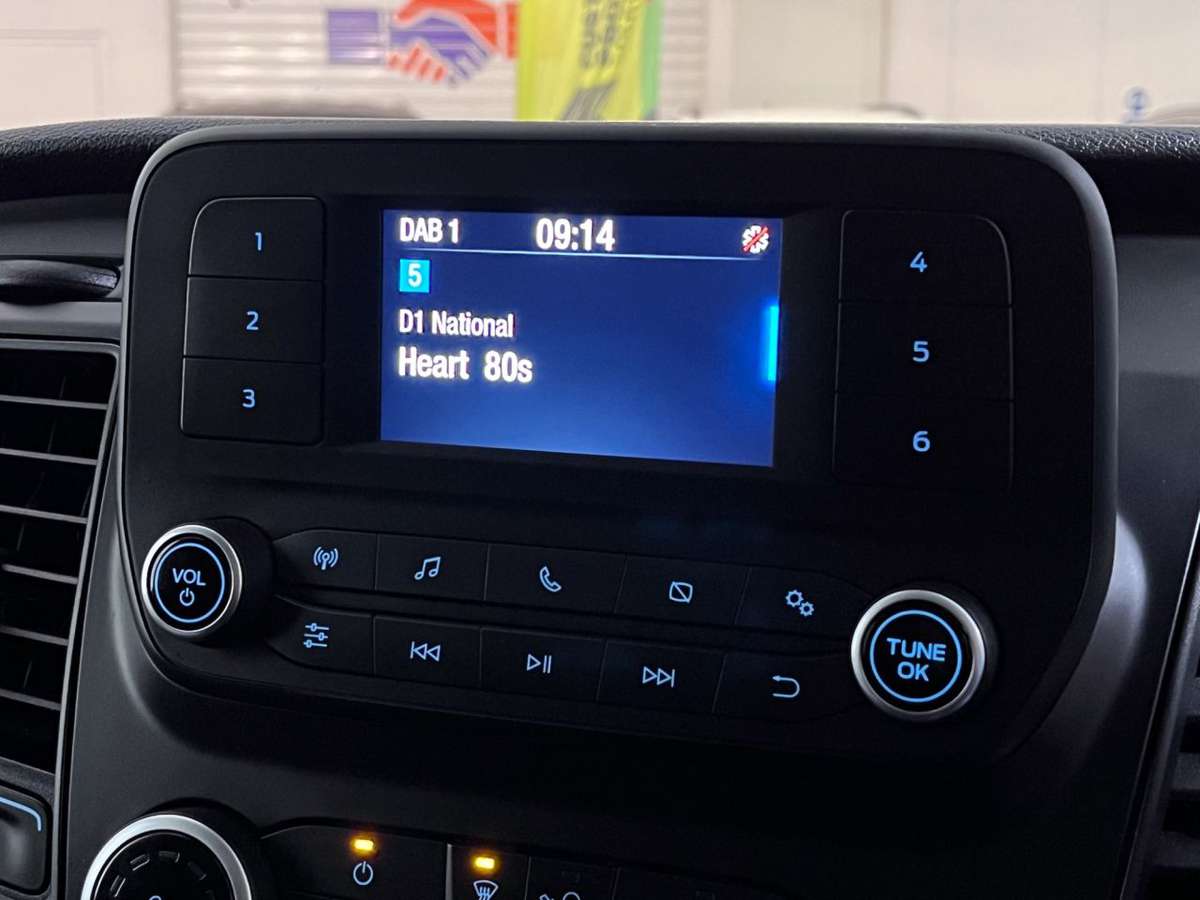 DAB 1 09:14
5
D1 National
Heart 80s
1
2
3
4
5
6
VOL
TUNE
OK